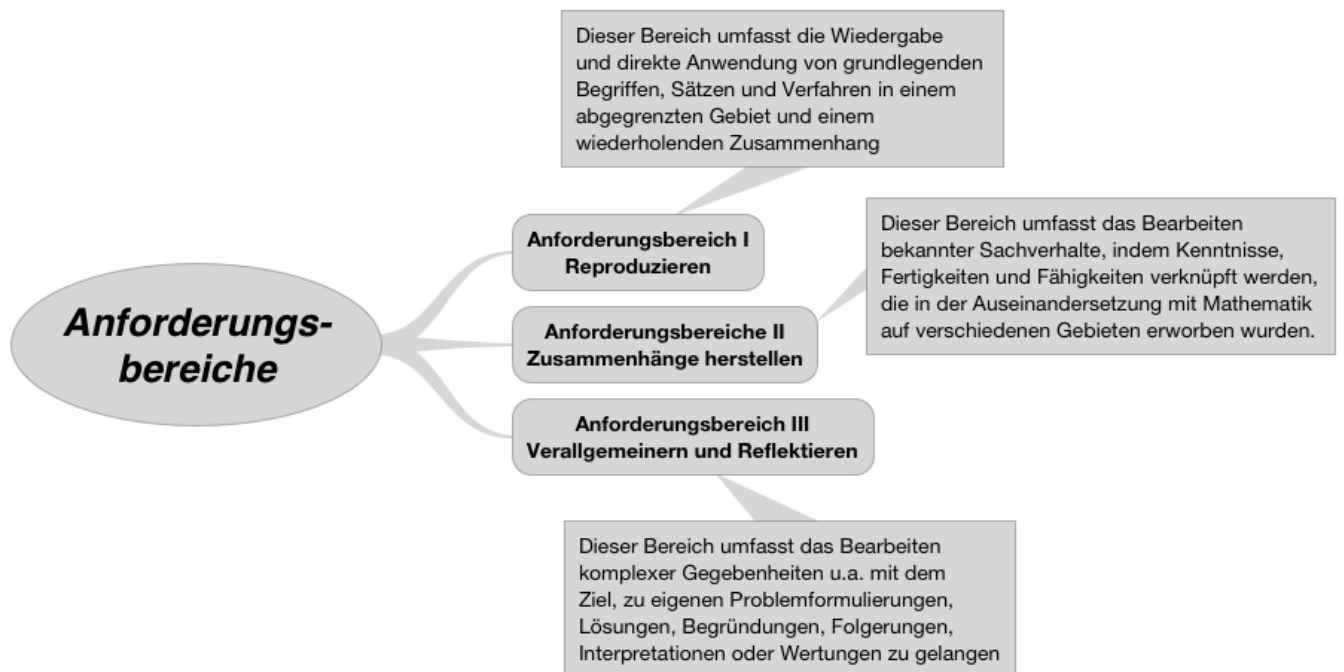 Dieser Bereich umfasst die Wiedergabe
und direkte Anwendung von grundlegenden
Begriffen, Sätzen und Verfahren in einem
abgegrenzten Gebiet und einem
wiederholenden Zusammenhang
Anforderungsbereich I
Reproduzieren
Dieser Bereich umfasst das Bearbeiten
bekannter Sachverhalte, indem Kenntnisse,
Fertigkeiten und Fähigkeiten verknüpft werden,
die in der Auseinandersetzung mit Mathematik
auf verschiedenen Gebieten erworben wurden.
Anforderungs-
bereiche
Anforderungsbereiche II
Zusammenhänge herstellen
Anforderungsbereich III
Verallgemeinern und Reflektieren
Dieser Bereich umfasst das Bearbeiten
komplexer Gegebenheiten u.a. mit dem
Ziel, zu eigenen Problemformulierungen,
Lösungen, Begründungen, Folgerungen,
Interpretationen oder Wertungen zu gelangen